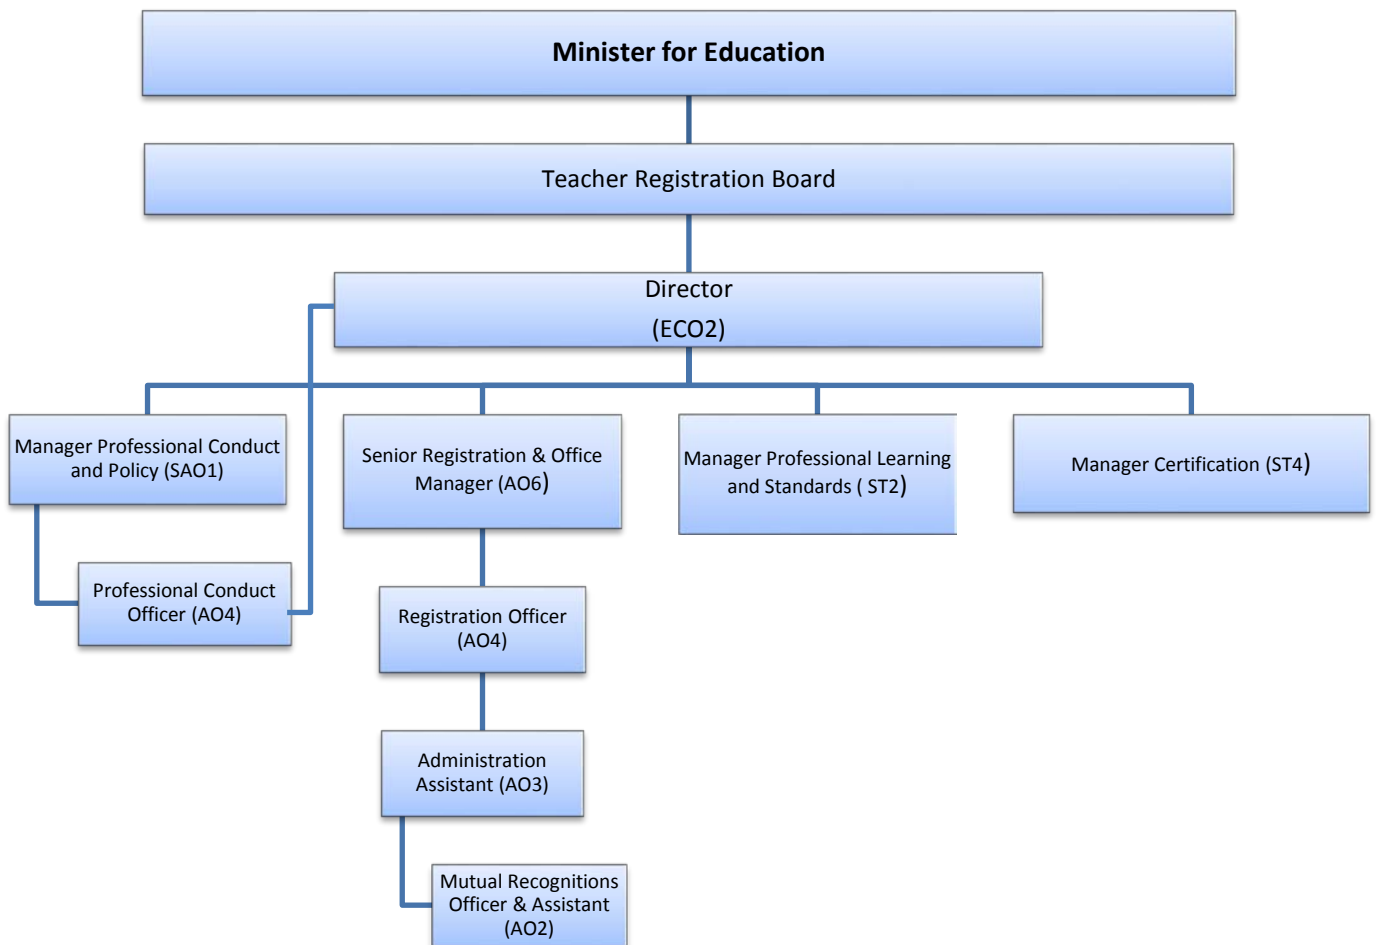 Minister for Education
Teacher Registration Board
Director
(ECO2)
Manager Professional Conduct
and Policy (SAO1)
Senior Registration & Office
Manager (AO6)
Manager Professional Learning
and Standards ( ST2)
Manager Certification (ST4)
Professional Conduct
Officer (AO4)
Registration Officer
(AO4)
Administration
Assistant (AO3)
Mutual Recognitions
Officer & Assistant
(AO2)